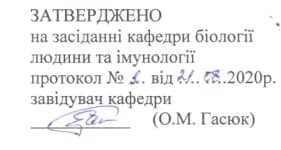 ЗАТВЕРДЖЕНО
на засіданні кафедри біології
людини та імунології
протокол № 1. від 31. 08. .2020р.
завідувач кафедри
(О.М. Гасюк)